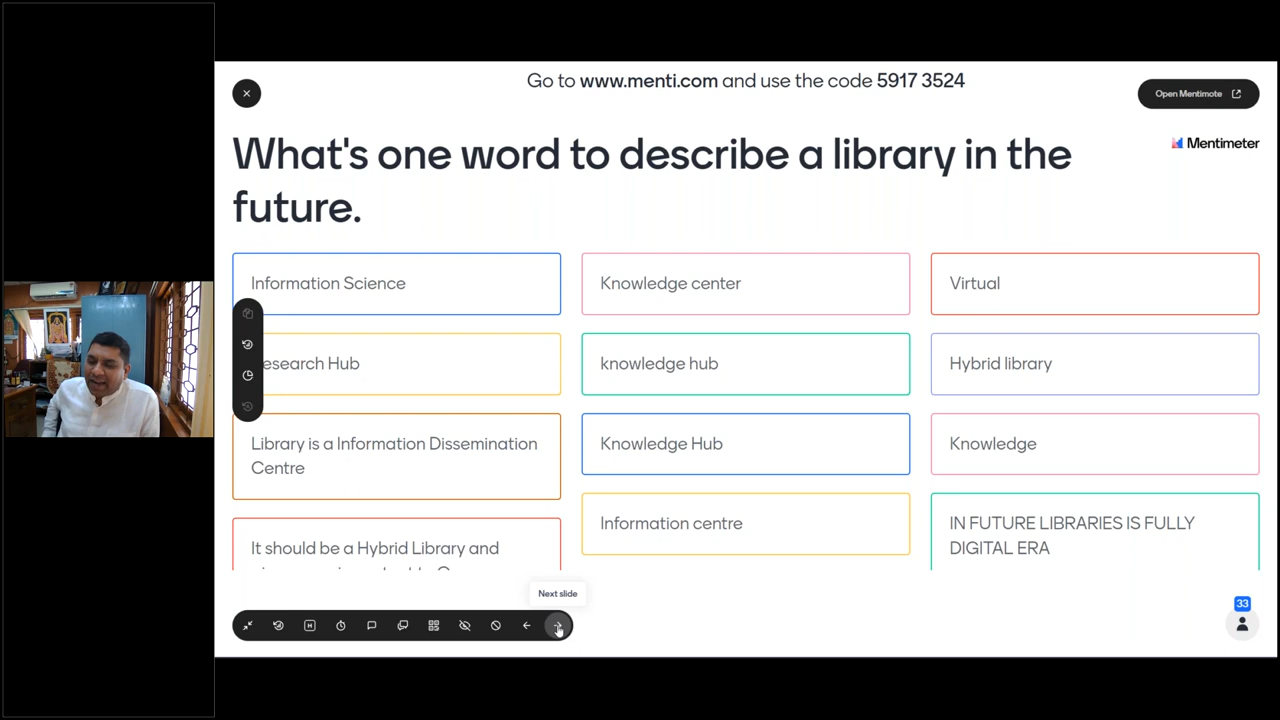 Go to www.menti.com and use the code 5917 3524
Open Mentimote
What's one word to describe a library in the
future.
Mentimeter
Information Science
Knowledge center
Virtual
esearch Hub
knowledge hub
Hybrid library
Library is a Information Dissemination
Centre
Knowledge Hub
Knowledge
Information centre
IN FUTURE LIBRARIES IS FULLY
DIGITAL ERA
It should be a Hybrid Library and
Next slide
H
33